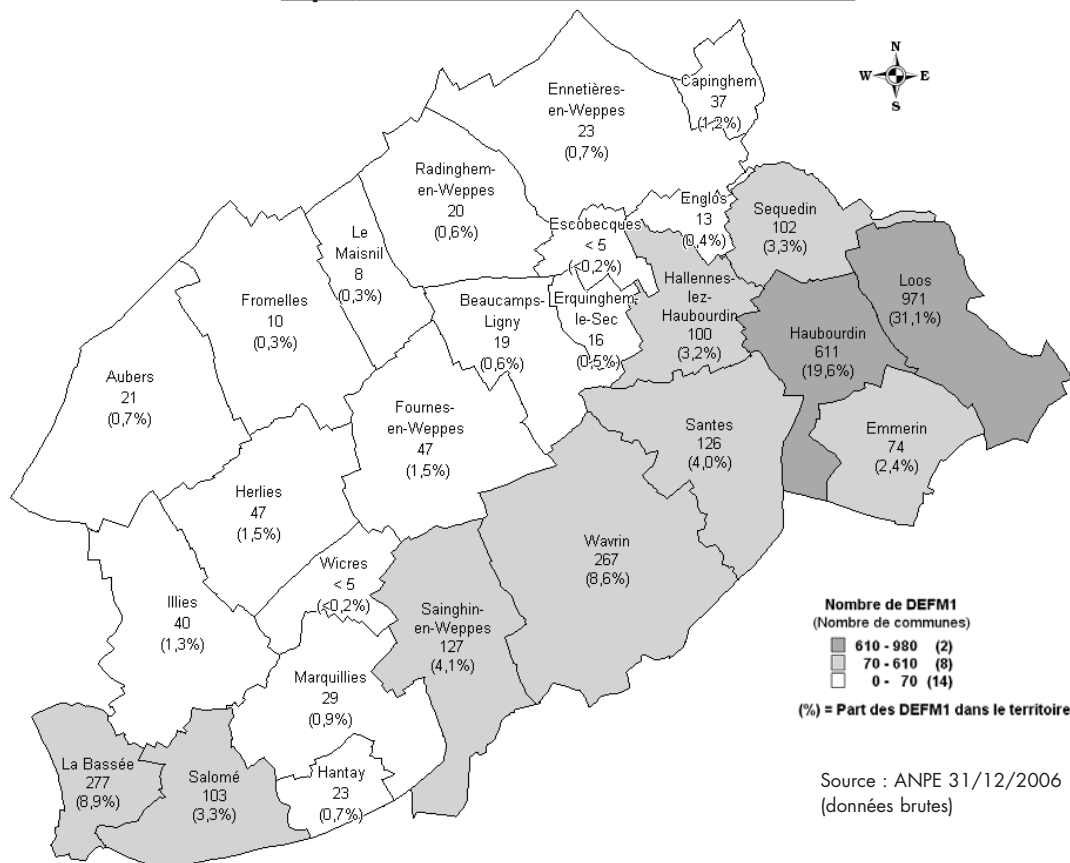 N
W E
S
Capinghem
37
(1,2%)
Ennetières-
en-Weppes
23
(0,7%)
Radinghem-
en-Weppes
20
(0,6%)
Englos
13
(0,4%)
Sequedin
102
(3,3%)
Escobecques
< 5
(<0,2%)
Le
Maisnil
8
(0,3%)
Loos
971
(31,1%)
Hallennes-
lez-
Haubourdin
100
(3,2%)
Fromelles
10
(0,3%)
Beaucamps-
Ligny
19
(0,6%)
Erquinghem-
le-Sec
16
(0,5%)
Haubourdin
611
(19,6%)
Aubers
21
(0,7%)
Fournes-
en-Weppes
47
(1,5%)
Santes
126
(4,0%)
Emmerin
74
(2,4%)
Herlies
47
(1,5%)
Wavrin
267
(8,6%)
Wicres
< 5
(<0,2%)
Illies
40
(1,3%)
Sainghin-
en-Weppes
127
(4,1%)
Marquillies
29
(0,9%)
La Bassée
277
(8,9%)
Salomé
103
(3,3%)
Hantay
23
(0,7%)
Nombre de DEFM1
(Nombre de communes)
610 - 980 (2)
70 - 610 (8)
0 - 70 (14)
(%) = Part des DEFM1 dans le territoire
Source : ANPE 31/12/2006
(données brutes)